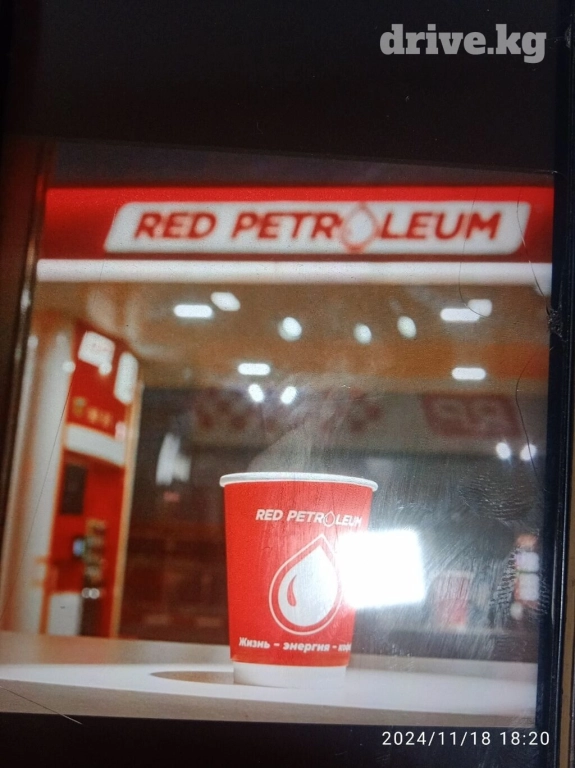 drive.kg
RED PETROLEUM
RED PETROLEUM
Жизнь - энергия -
2024/11/18 18:20